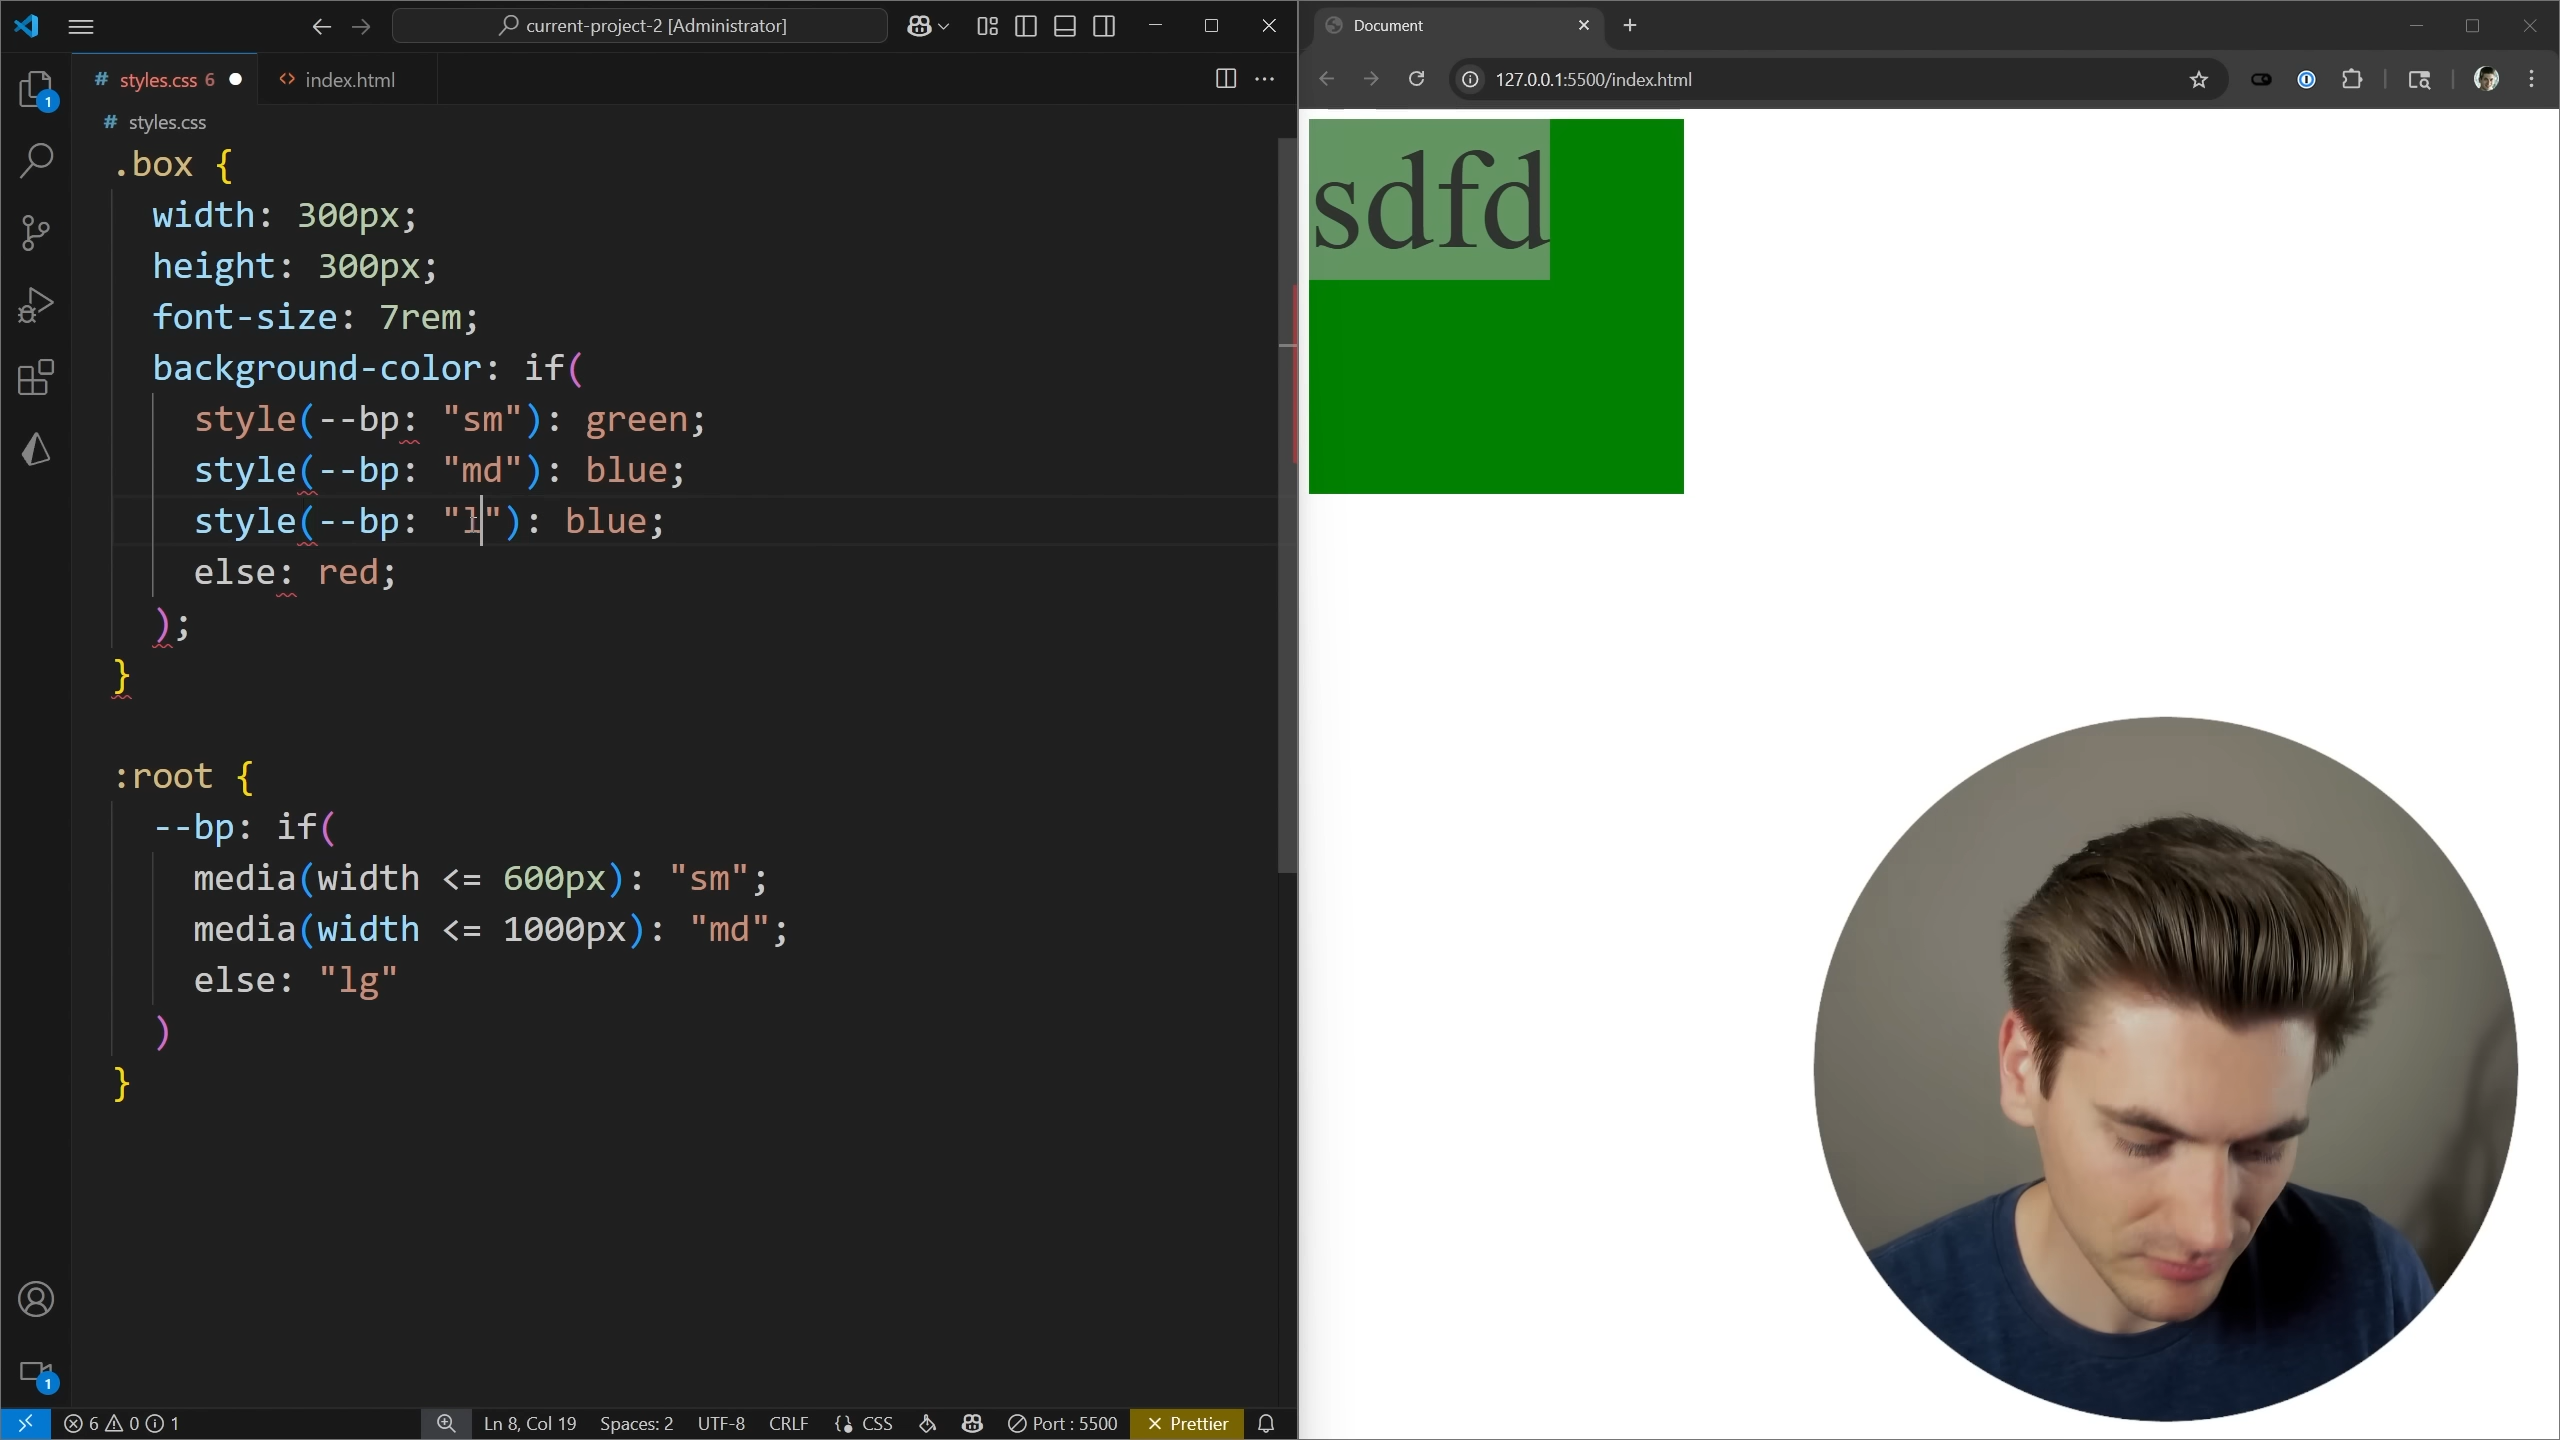 current-project-2 [Administrator]
# styles.css 6
<> index.html
# styles.css
.box {
width: 300px;
height: 300px;
font-size: 7rem;
background-color: if(
style(--bp: "sm"): green;
style(--bp: "md"): blue;
style(--bp: "l"): blue;
else: red;
);
}
:root {
--bp: if(
media(width <= 600px): "sm";
media(width <= 1000px): "md";
else: "lg"
)
}
1
1
6 0 1
Ln 8, Col 19
Spaces: 2
UTF-8
CRLF
CSS
Port : 5500
Prettier
Document
127.0.0.1:5500/index.html
sdfd